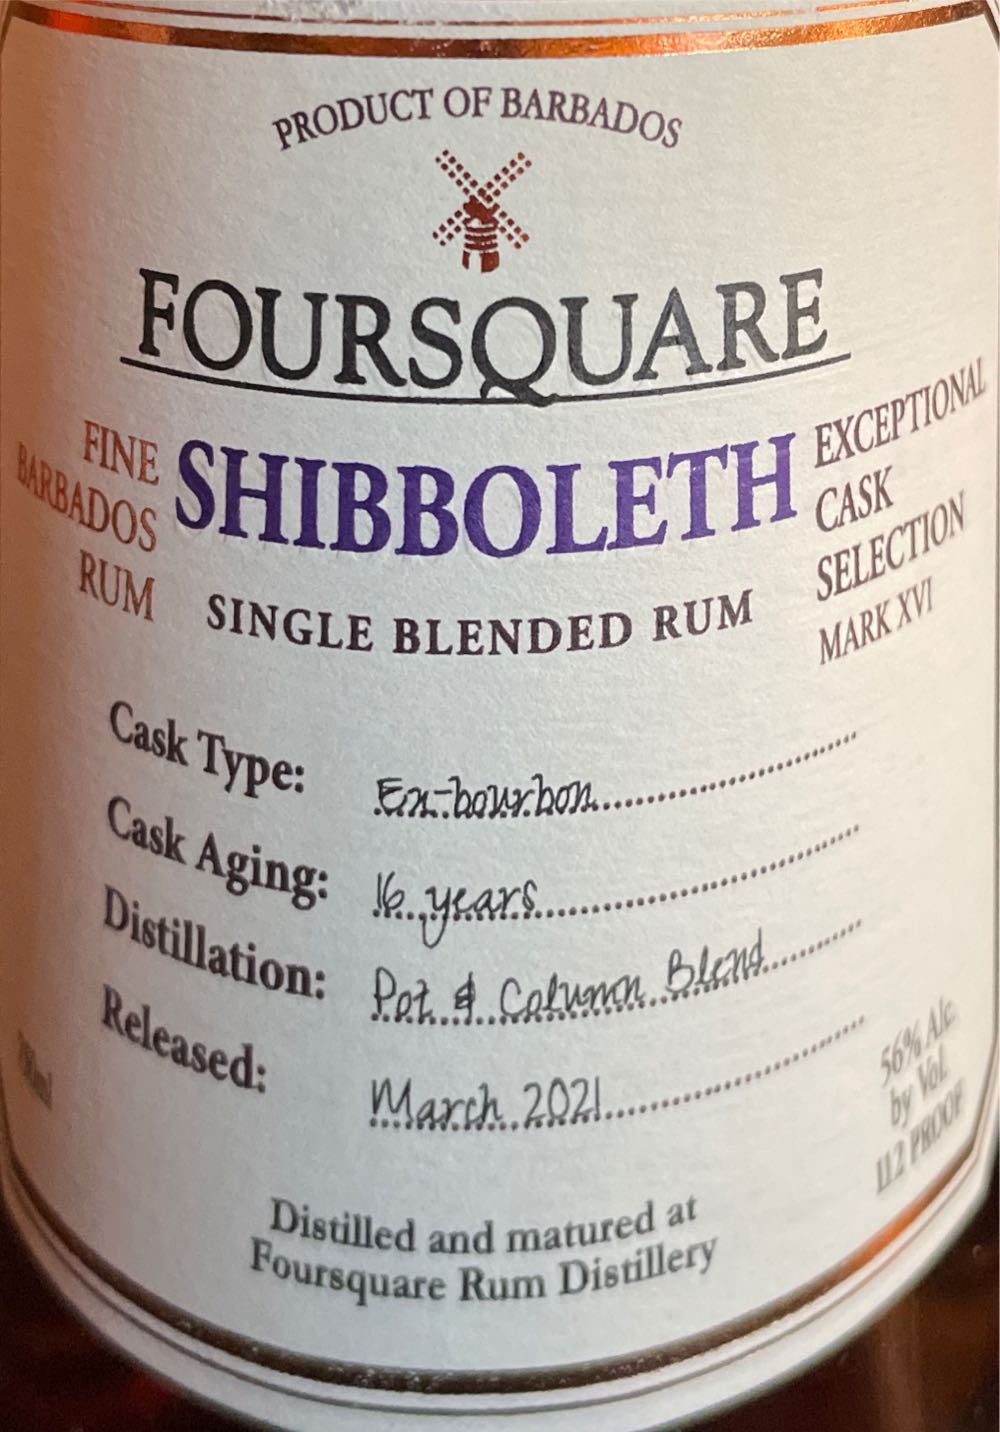 PRODUCT OF BARBADOS
FOURSQUARE
FINE
BARBADOS
RUM
SHIBBOLETH
SINGLE BLENDED RUM
EXCEPTIONAL
CASK
SELECTION
MARK XVI
Cask Type: Ex-bourbon
Cask Aging: 16 years
Distillation: Pot & Column Blend
Released: March 2021
56% Alc.
by Vol.
112 PROOF
Distilled and matured at
Foursquare Rum Distillery